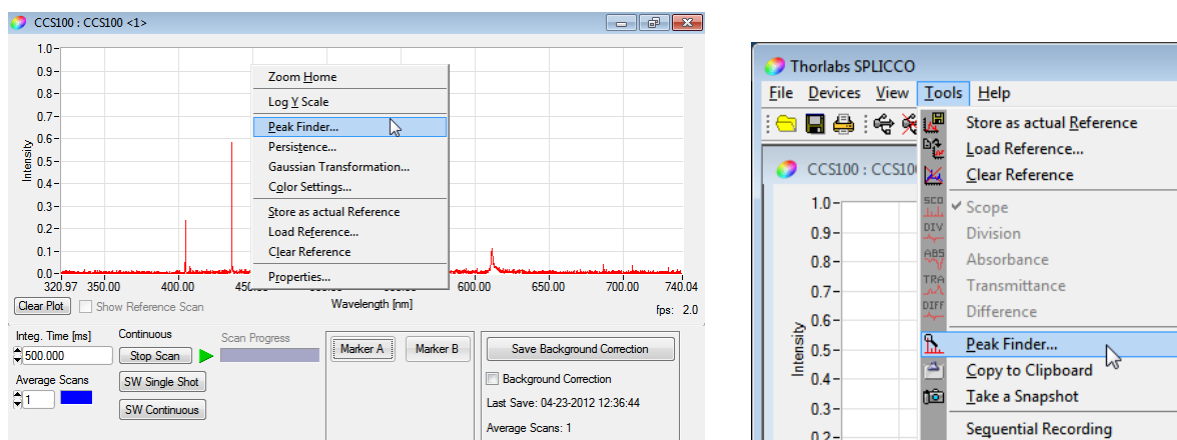 CCS100 : CCS100 <1>
1.0
0.9
0.8
0.7
0.6
0.5
0.4
0.3
0.2
0.1
0.0
Intensity
320.97 350.00 400.00 600.00 650.00 700.00 740.04
Wavelength [nm]
Zoom Home
Log Y Scale
Peak Finder...
Persistence...
Gaussian Transformation...
Color Settings...
Store as actual Reference
Load Reference...
Clear Reference
Properties...
Clear Plot Show Reference Scan fps: 2.0
Integ. Time [ms] Continuous Scan Progress
500.000 Stop Scan Marker A Marker B Save Background Correction
Average Scans SW Single Shot Background Correction
1 Last Save: 04-23-2012 12:36:44
SW Continuous
Average Scans: 1
Thorlabs SPLICCO
File Devices View Tools Help
CCS100 : CCS10
1.0
0.9
0.8
0.7
0.6
0.5
0.4
0.3
0.2
Intensity
Store as actual Reference
Load Reference...
Clear Reference
SCO Scope
DIV Division
ABS Absorbance
TRA Transmittance
DIFF Difference
Peak Finder...
Copy to Clipboard
Take a Snapshot
Sequential Recording